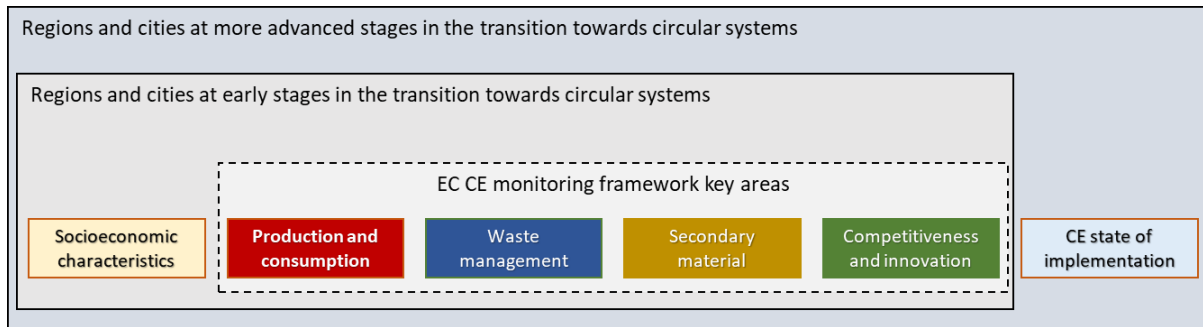 Regions and cities at more advanced stages in the transition towards circular systems
Regions and cities at early stages in the transition towards circular systems
EC CE monitoring framework key areas
Socioeconomic
characteristics
Production and
consumption
Waste
management
Secondary
material
Competitiveness
and innovation
CE state of
implementation